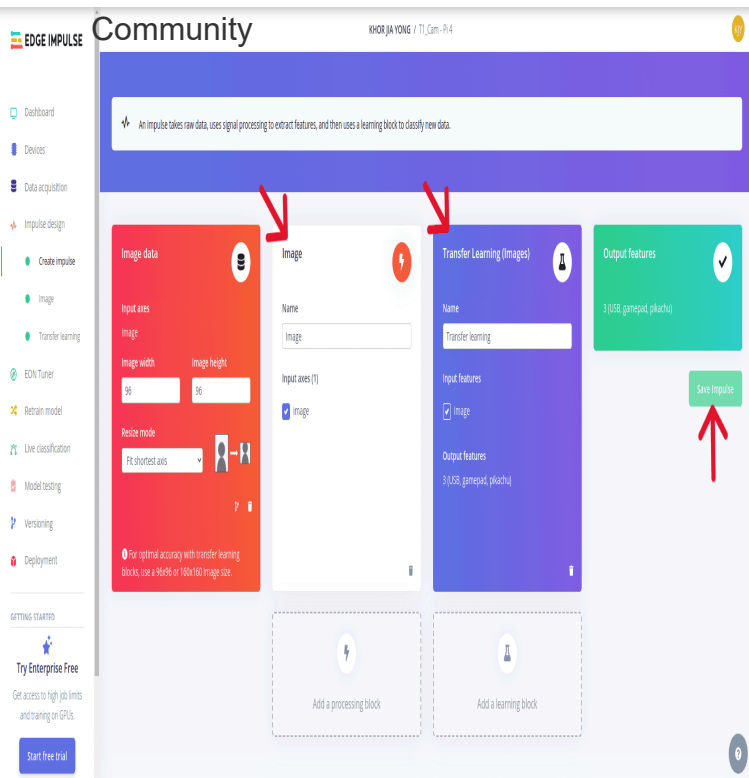 EDGE IMPULSE
Community
KHOR JIA YONG / T1_Cam - Pi 4
KJY
Dashboard
Devices
Data acquisition
Impulse design
Create impulse
Image
Transfer learning
EON Tuner
Retrain model
Live classification
Model testing
Versioning
Deployment
GETTING STARTED
Try Enterprise Free
Get access to high job limits
and training on GPUs.
Start free trial
An impulse takes raw data, uses signal processing to extract features, and then uses a learning block to classify new data.
Image data
Input axes
Image
Image width
Image height
96
96
Resize mode
Fit shortest axis
For optimal accuracy with transfer learning
blocks, use a 96x96 or 160x160 image size.
Image
Name
Image
Input axes (1)
Image
Add a processing block
Transfer Learning (Images)
Name
Transfer learning
Input features
Image
Output features
3 (USB, gamepad, pikachu)
Add a learning block
Output features
3 (USB, gamepad, pikachu)
Save Impulse
?